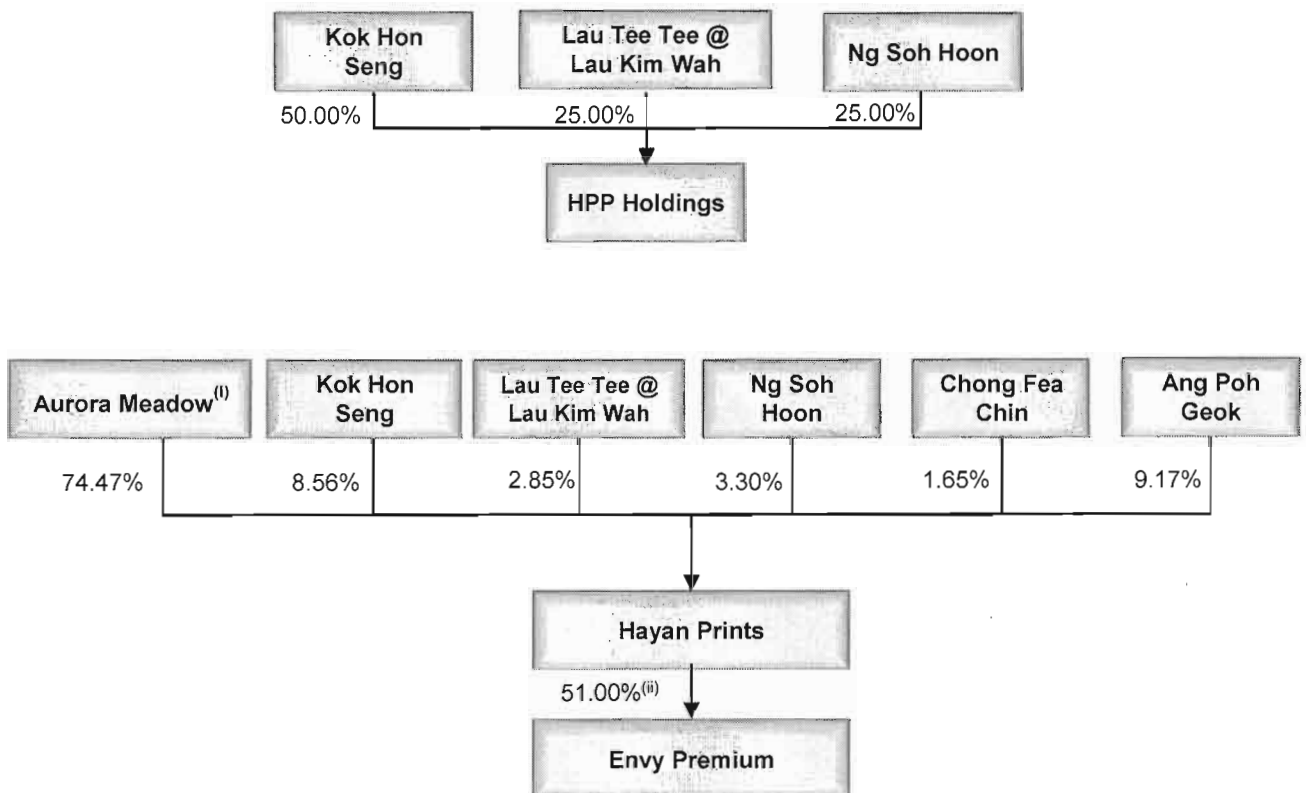 Kok Hon
Seng
Lau Tee Tee @
Lau Kim Wah
Ng Soh Hoon
50.00%
25.00%
25.00%
HPP Holdings
Aurora Meadow(i)
Kok Hon
Seng
Lau Tee Tee @
Lau Kim Wah
Ng Soh
Hoon
Chong Fea
Chin
Ang Poh
Geok
74.47%
8.56%
2.85%
3.30%
1.65%
9.17%
Hayan Prints
51.00%(ii)
Envy Premium